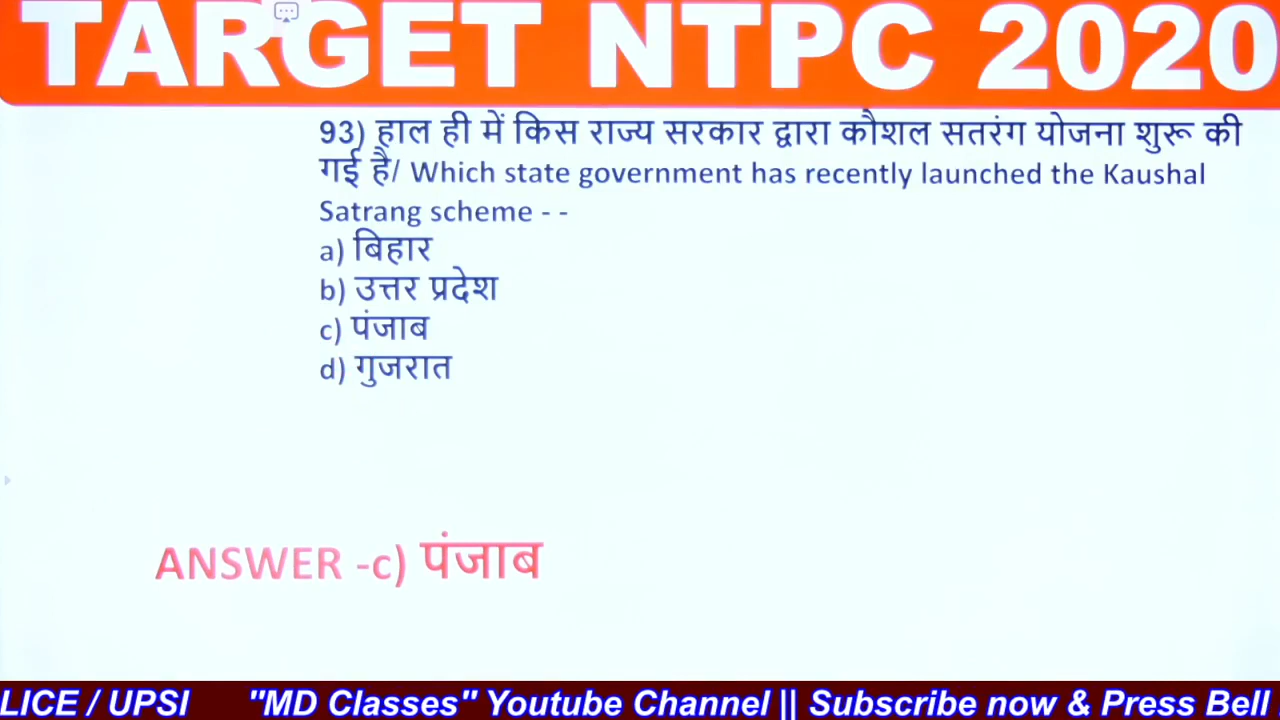 TARGET NTPC 2020
93) हाल ही में किस राज्य सरकार द्वारा कौशल सतरंग योजना शुरू की
गई है/ Which state government has recently launched the Kaushal
Satrang scheme - -
a) बिहार
b) उत्तर प्रदेश
c) पंजाब
d) गुजरात
ANSWER -c) पंजाब
LICE / UPSI "MD Classes" Youtube Channel || Subscribe now & Press Bell